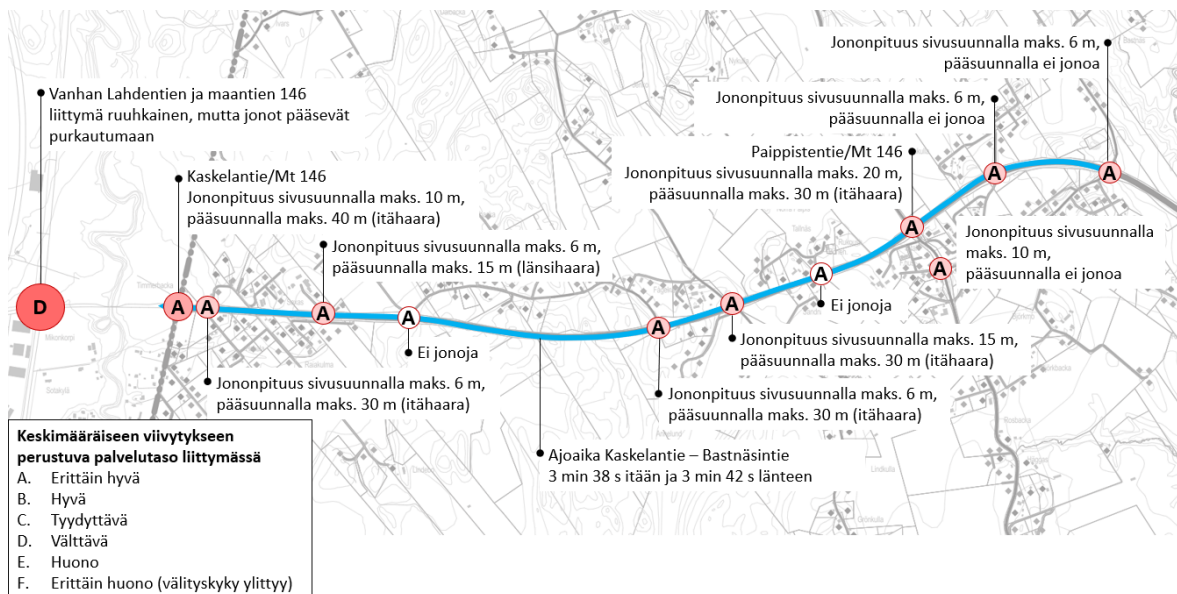 Jononpituus sivusuunnalla maks. 6 m,
pääsuunnalla ei jonoa
Vanhan Lahdentien ja maantien 146
liittymä ruuhkainen, mutta jonot pääsevät
purkautumaan
Jononpituus sivusuunnalla maks. 6 m,
pääsuunnalla ei jonoa
Paippistentie/Mt 146
Jononpituus sivusuunnalla maks. 20 m,
pääsuunnalla maks. 30 m (itähaara)
Kaskelantie/Mt 146
Jononpituus sivusuunnalla maks. 10 m,
pääsuunnalla maks. 40 m (itähaara)
Jononpituus sivusuunnalla maks. 6 m,
pääsuunnalla maks. 15 m (länsihaara)
Jononpituus sivusuunnalla
maks. 10 m,
pääsuunnalla ei jonoa
A
A
A
A
A
D
A
A
A
A
A
A
Ei jonoja
Ei jonoja
Jononpituus sivusuunnalla maks. 15 m,
pääsuunnalla maks. 30 m (itähaara)
Jononpituus sivusuunnalla maks. 6 m,
pääsuunnalla maks. 30 m (itähaara)
Jononpituus sivusuunnalla maks. 6 m,
pääsuunnalla maks. 30 m (itähaara)
Ajoaika Kaskelantie – Bastnäsintie
3 min 38 s itään ja 3 min 42 s länteen
Keskimääräiseen viivytykseen
perustuva palvelutaso liittymässä
A. Erittäin hyvä
B. Hyvä
C. Tyydyttävä
D. Välttävä
E. Huono
F. Erittäin huono (välityskyky ylittyy)